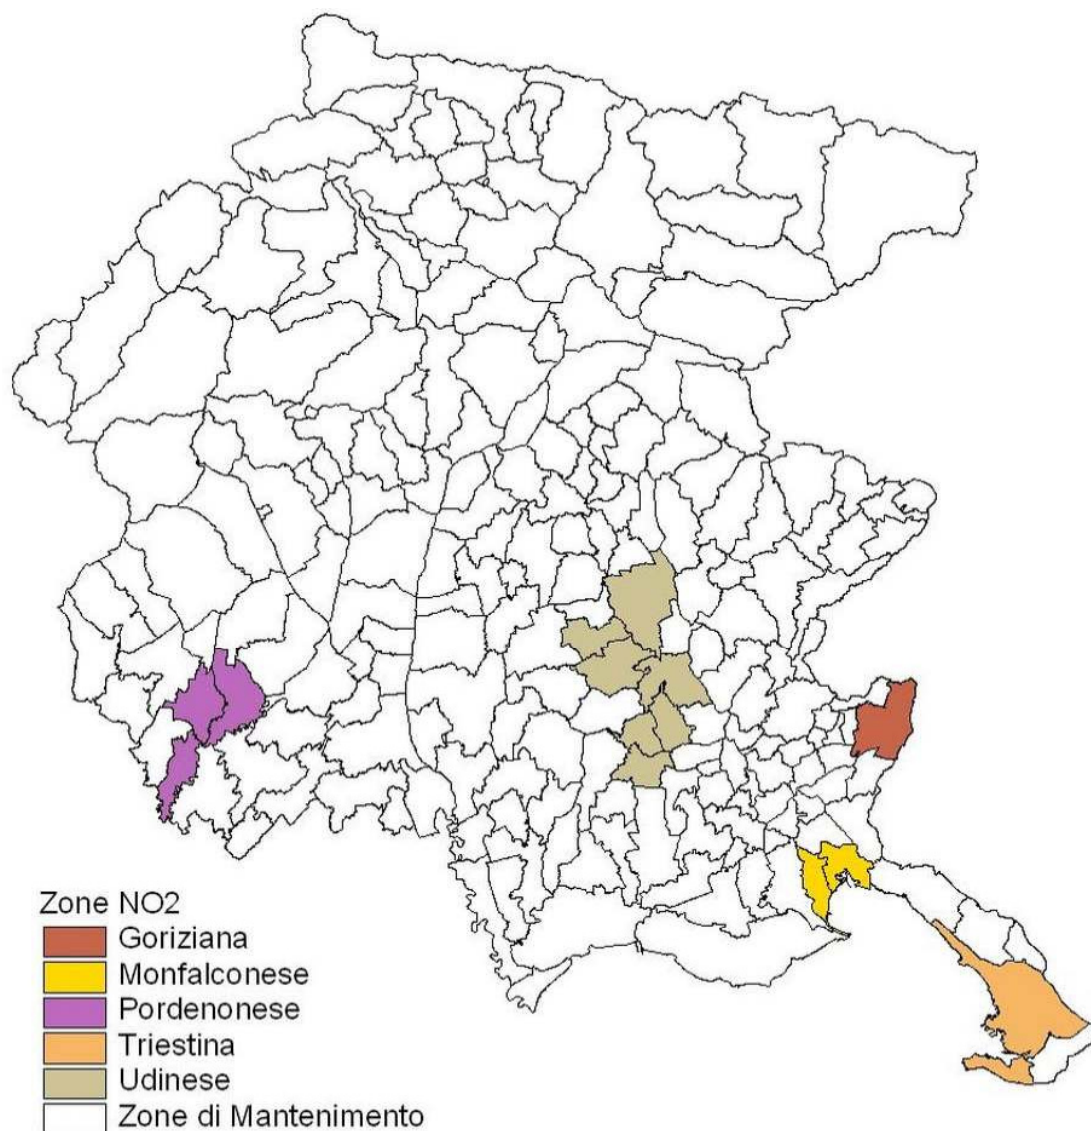 Zone NO2
Goriziana
Monfalconese
Pordenonese
Triestina
Udinese
Zone di Mantenimento